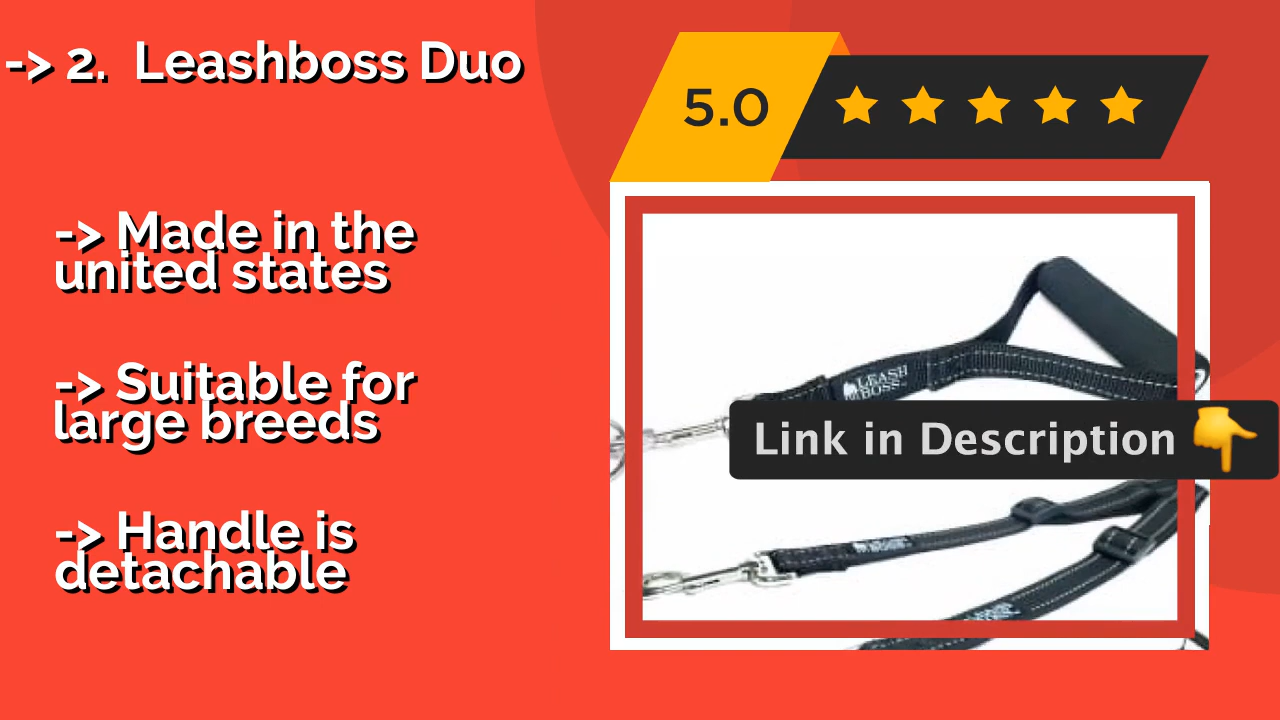 -> 2.  Leashboss Duo
5.0
-> Made in the
united states
-> Suitable for
large breeds
-> Handle is
detachable
LEASH
BOSS
Link in Description 👇